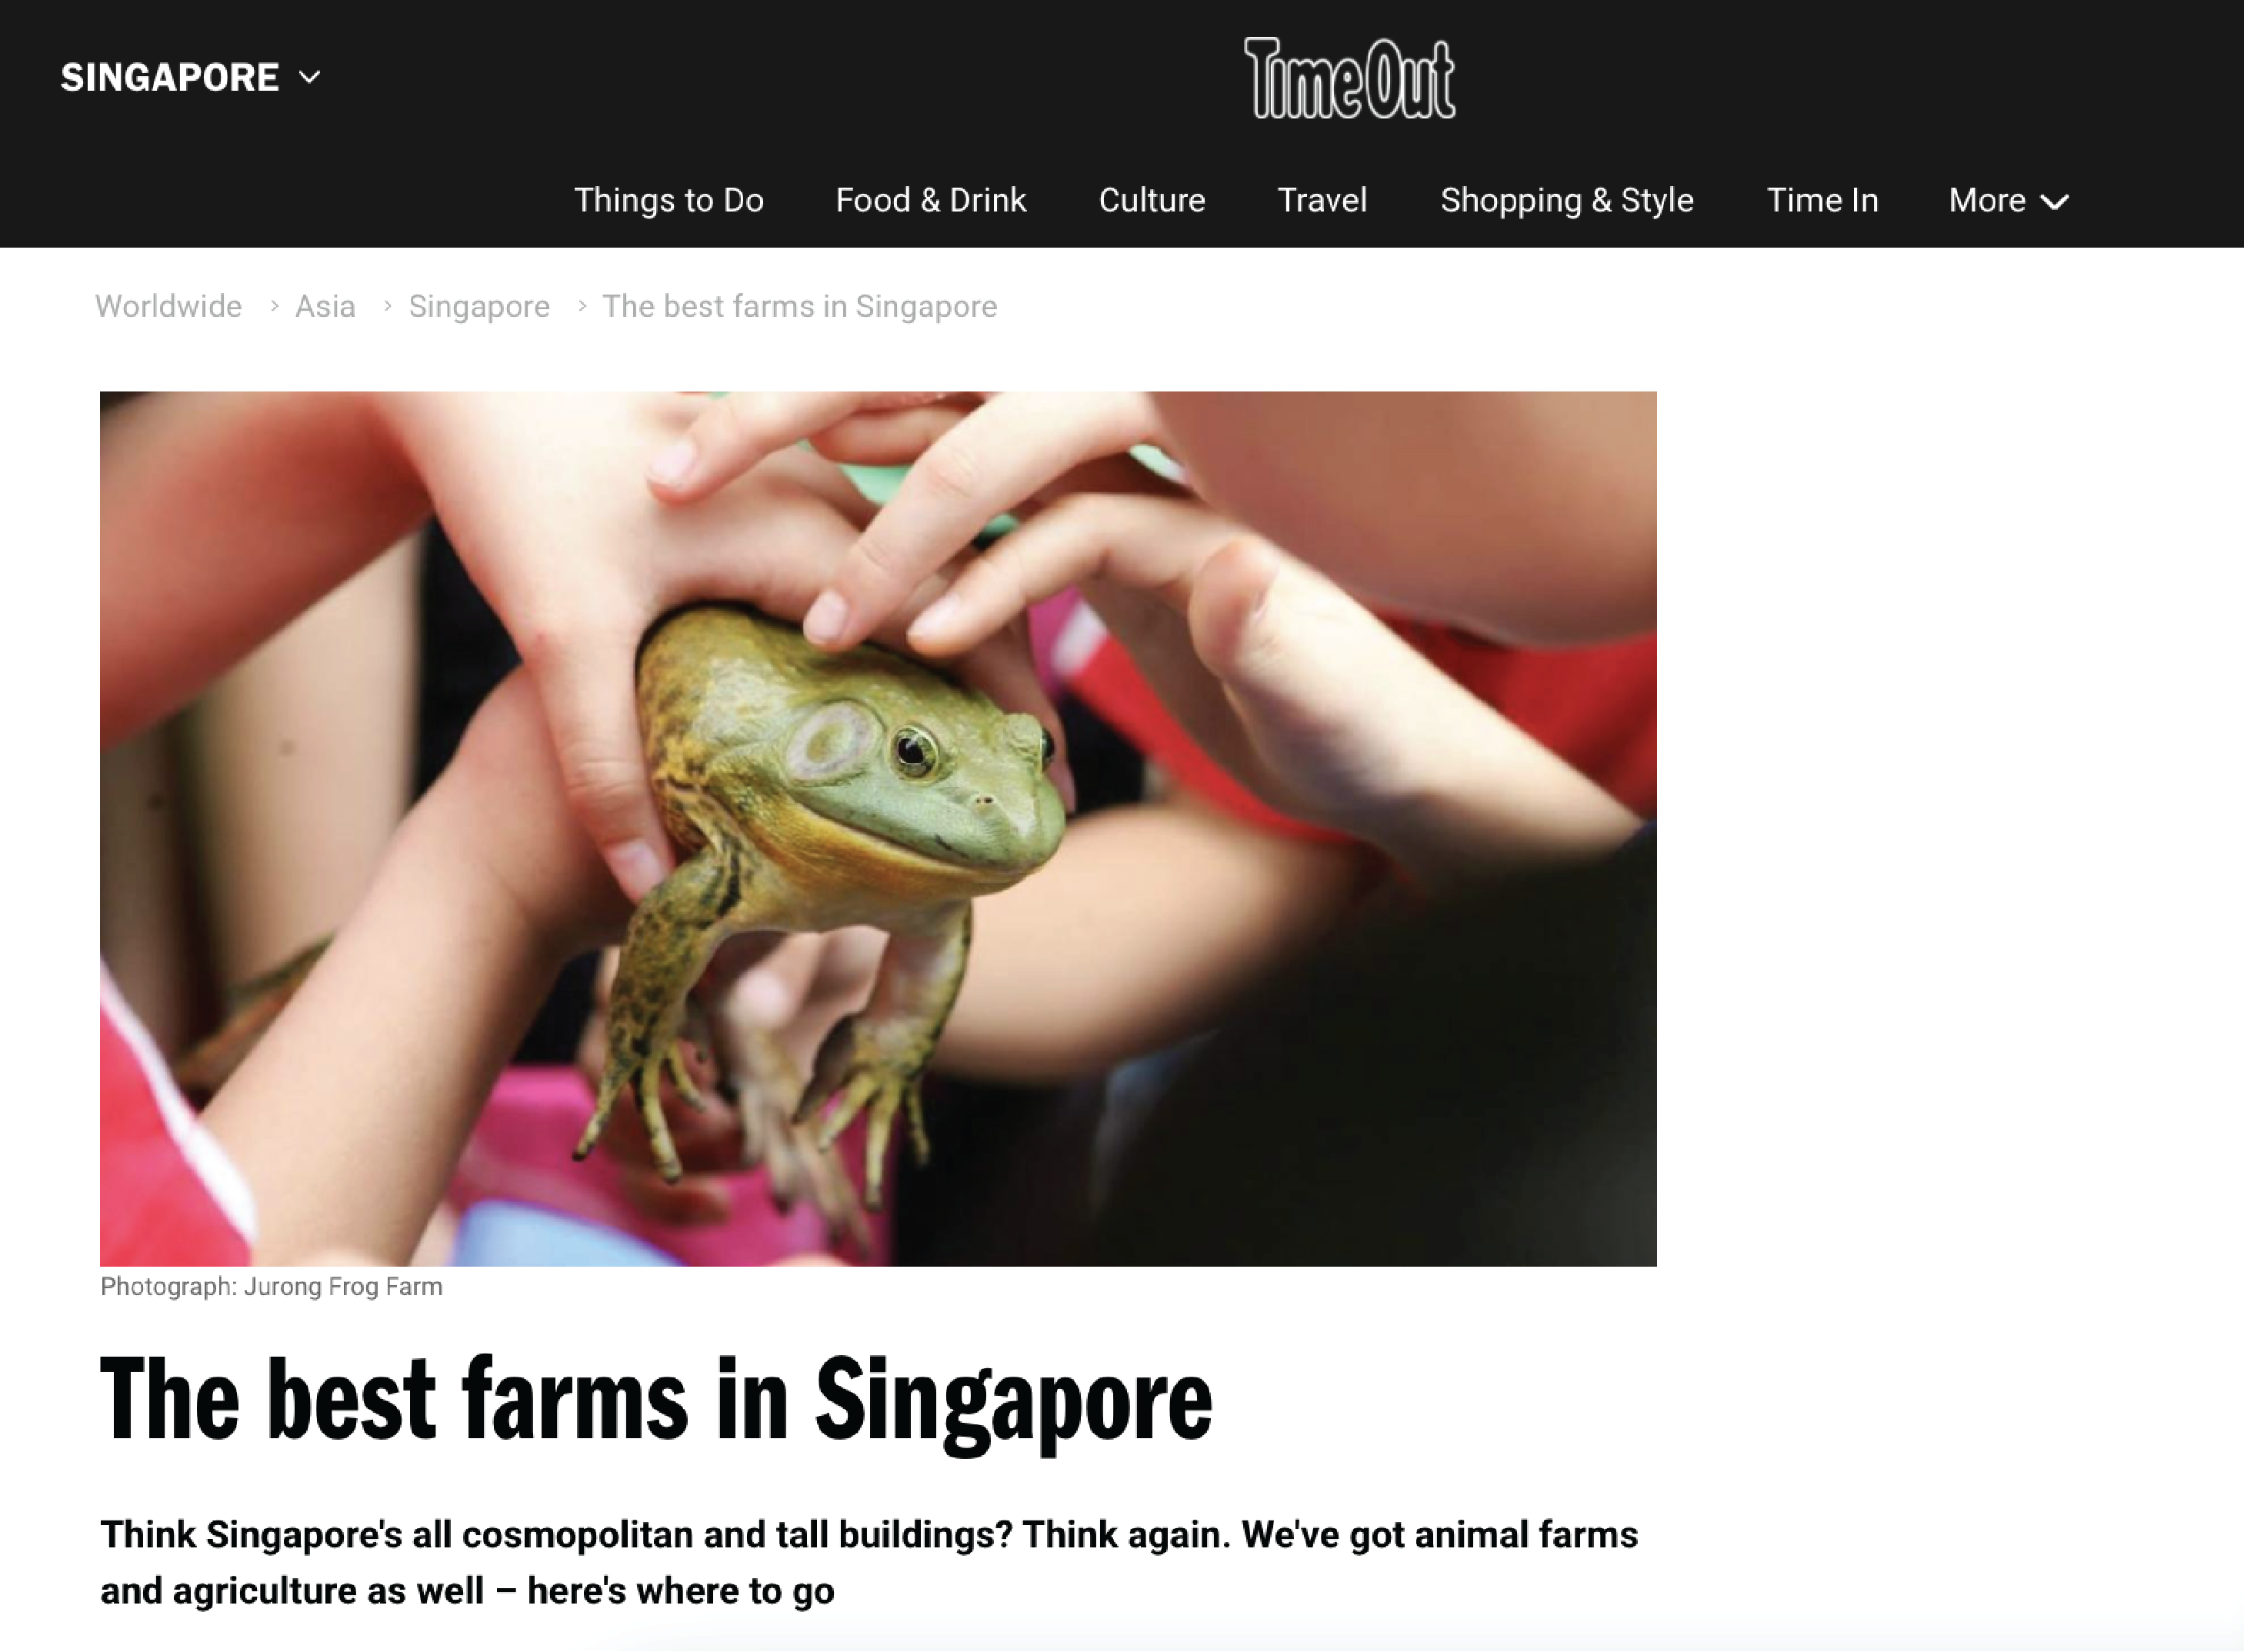 SINGAPORE
TimeOut
Things to Do Food & Drink Culture Travel Shopping & Style Time In More
Worldwide > Asia > Singapore > The best farms in Singapore
Photograph: Jurong Frog Farm
The best farms in Singapore
Think Singapore's all cosmopolitan and tall buildings? Think again. We've got animal farms
and agriculture as well – here's where to go